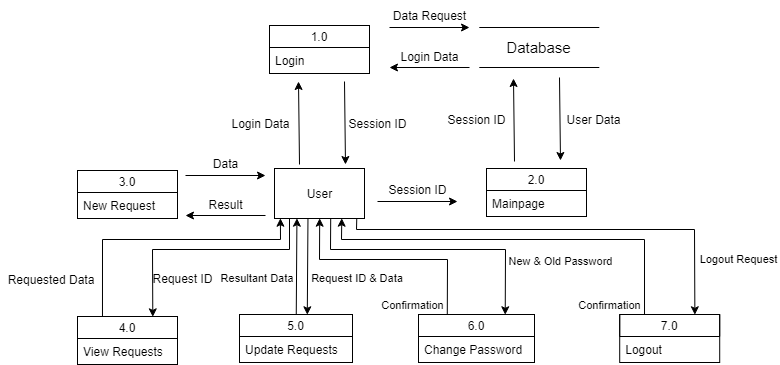 Data Request
1.0
Login
Login Data
Database
Login Data
Session ID
Session ID
User Data
Data
3.0
New Request
Result
User
Session ID
2.0
Mainpage
Requested Data
Request ID
Resultant Data
Request ID & Data
New & Old Password
Logout Request
Confirmation
Confirmation
4.0
View Requests
5.0
Update Requests
6.0
Change Password
7.0
Logout